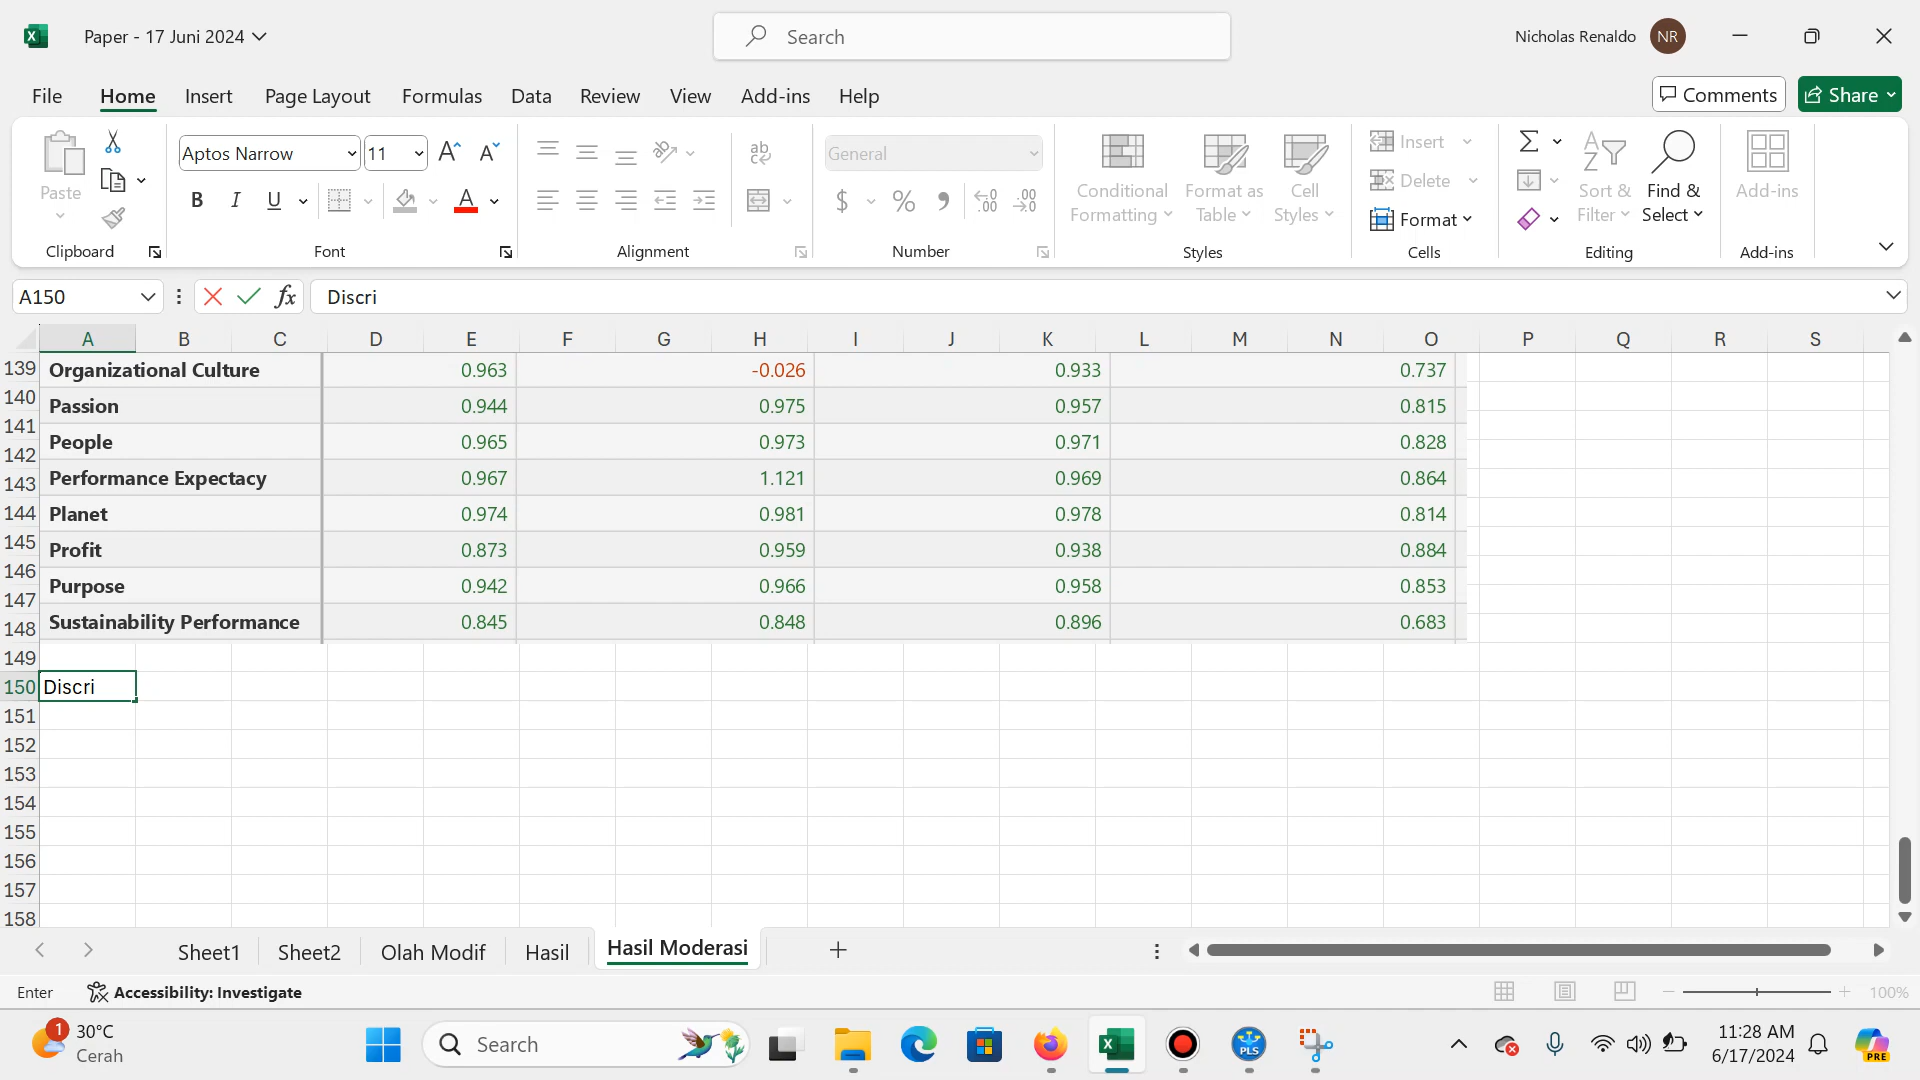 Paper - 17 Juni 2024
Search
Nicholas Renaldo
NR
File
Home
Insert
Page Layout
Formulas
Data
Review
View
Add-ins
Help
Comments
Share
Paste
Clipboard
Aptos Narrow
11
B
I
U
Font
Alignment
General
Number
Conditional
Formatting
Format as
Table
Cell
Styles
Styles
Insert
Delete
Format
Cells
Sort &
Filter
Find &
Select
Editing
Add-ins
Add-ins
A150
fx
Discri
A B C D E F G H I J K L M N O P Q R S
139 Organizational Culture 0.963 -0.026 0.933 0.737
140 Passion 0.944 0.975 0.957 0.815
141 People 0.965 0.973 0.971 0.828
142
143 Performance Expectacy 0.967 1.121 0.969 0.864
144 Planet 0.974 0.981 0.978 0.814
145 Profit 0.873 0.959 0.938 0.884
146
147 Purpose 0.942 0.966 0.958 0.853
148 Sustainability Performance 0.845 0.848 0.896 0.683
149
150 Discri
151
152
153
154
155
156
157
158
Sheet1
Sheet2
Olah Modif
Hasil
Hasil Moderasi
Enter
Accessibility: Investigate
100%
1
30°C
Cerah
Search
PLS
11:28 AM
6/17/2024
PRE